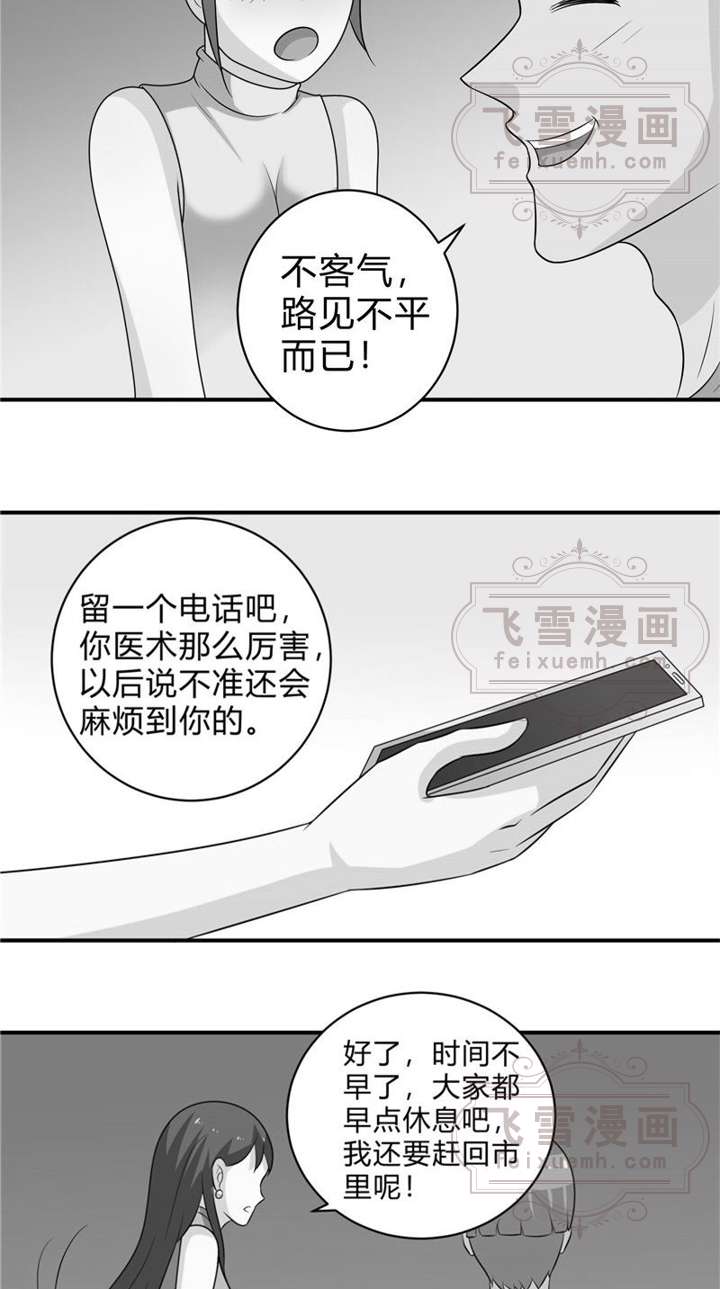 飞雪漫画
feixuemh.com
不客气，
路见不平
而已！
留一个电话吧，
你医术那么厉害，
以后说不准还会
麻烦到你的。
飞雪漫画
feixuemh.com
好了，时间不
早了，大家都
早点休息吧，
我还要赶回市
里呢！
飞雪漫画
feixuemh.com